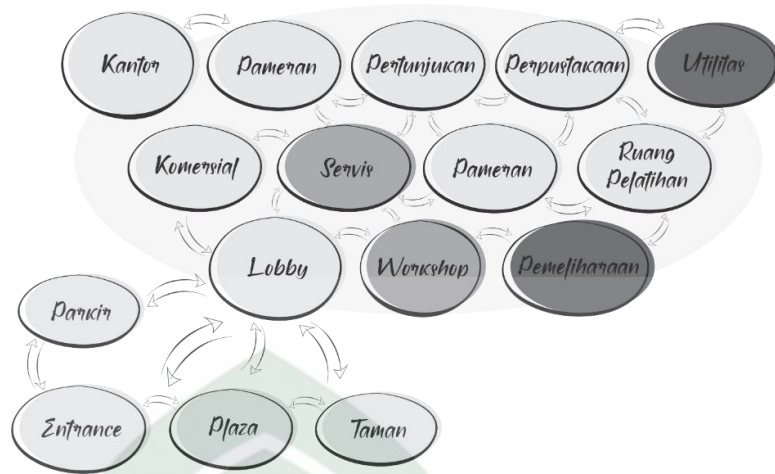 Kantor
Pameran
Pertunjukan
Perpustakaan
Utilitas
Komersial
Servis
Pameran
Ruang
Pelatihan
Lobby
Workshop
Pemeliharaan
Parkir
Entrance
Plaza
Taman